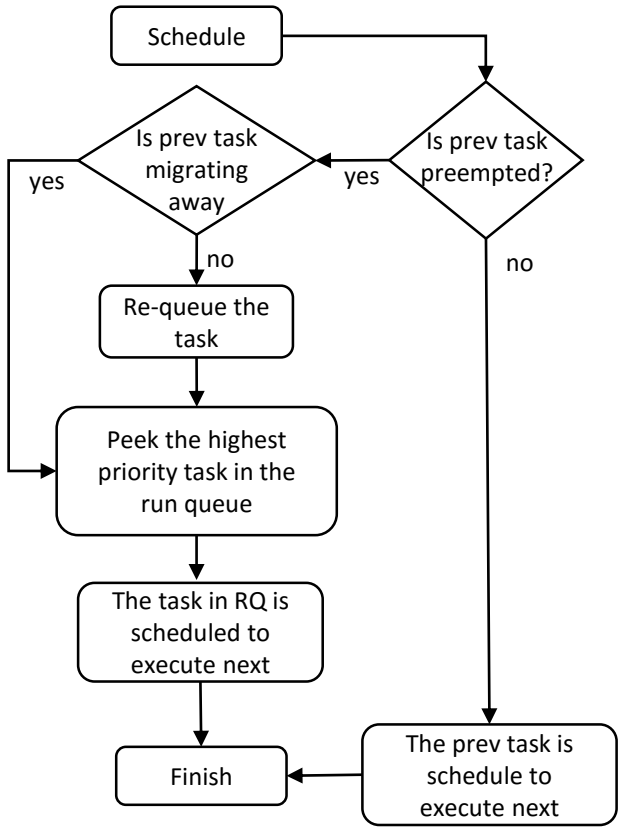 Schedule
Is prev task
migrating
away
Is prev task
preempted?
yes
yes
no
no
Re-queue the
task
Peek the highest
priority task in the
run queue
The task in RQ is
scheduled to
execute next
The prev task is
schedule to
execute next
Finish